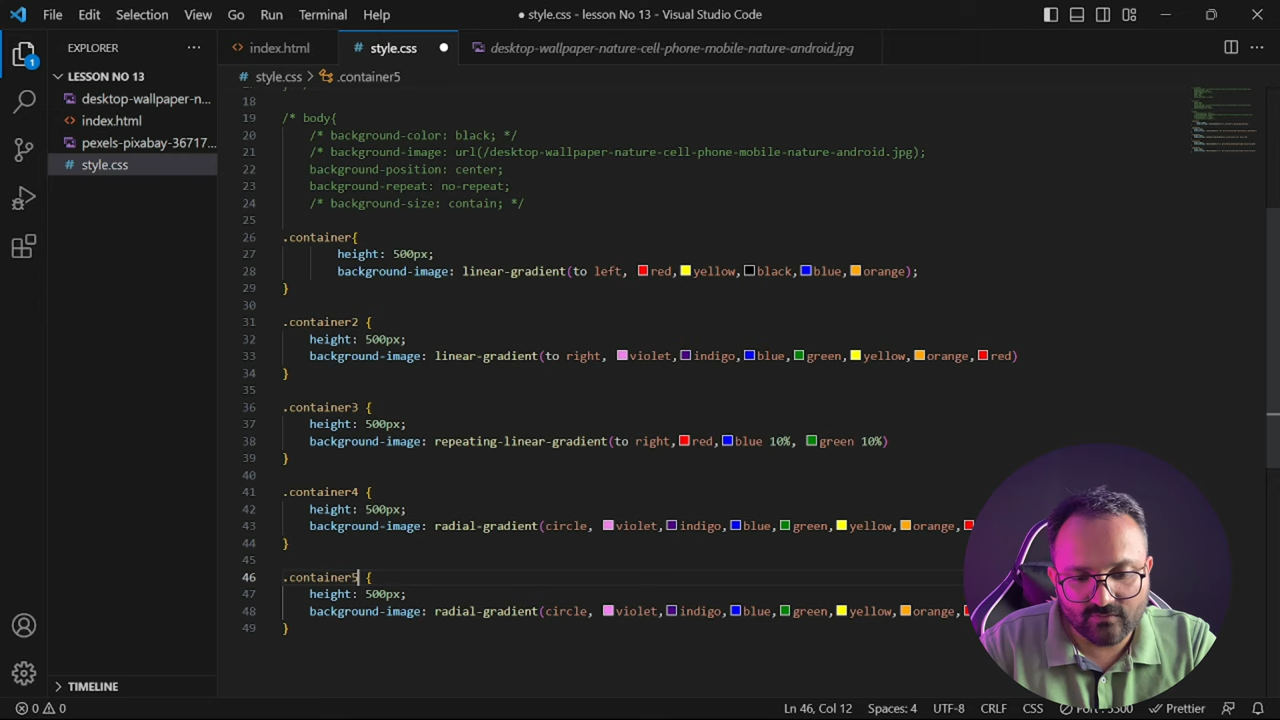 File Edit Selection View Go Run Terminal Help
style.css - lesson No 13 - Visual Studio Code
EXPLORER
index.html
style.css
desktop-wallpaper-nature-cell-phone-mobile-nature-android.jpg
LESSON NO 13
style.css > .container5
desktop-wallpaper-n...
index.html
pexels-pixabay-36717...
style.css
1
18
19 /* body{
20 /* background-color: black; */
21 /* background-image: url(/desktop-wallpaper-nature-cell-phone-mobile-nature-android.jpg);
22 background-position: center;
23 background-repeat: no-repeat;
24 /* background-size: contain; */
25
26 .container{
27 height: 500px;
28 background-image: linear-gradient(to left, red,yellow,black,blue,orange);
29 }
30
31 .container2 {
32 height: 500px;
33 background-image: linear-gradient(to right, violet,indigo,blue,green,yellow,orange,red)
34 }
35
36 .container3 {
37 height: 500px;
38 background-image: repeating-linear-gradient(to right,red,blue 10%, green 10%)
39 }
40
41 .container4 {
42 height: 500px;
43 background-image: radial-gradient(circle, violet,indigo,blue,green,yellow,orange,
44 }
45
46 .container5 {
47 height: 500px;
48 background-image: radial-gradient(circle, violet,indigo,blue,green,yellow,orange,
49 }
TIMELINE
0 0
Ln 46, Col 12 Spaces: 4 UTF-8 CRLF CSS Port : 5500 Prettier